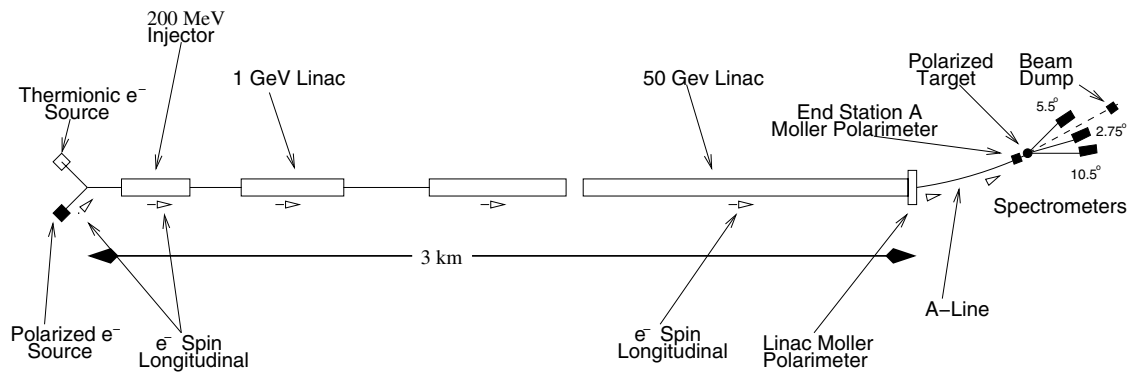 200 MeV
Injector
1 GeV Linac
50 Gev Linac
Polarized
Target
Beam
Dump
Thermionic e⁻
Source
End Station A
Moller Polarimeter
5.5°
2.75°
10.5°
Spectrometers
3 km
A−Line
Polarized e⁻
Source
e⁻ Spin
Longitudinal
e⁻ Spin
Longitudinal
Linac Moller
Polarimeter